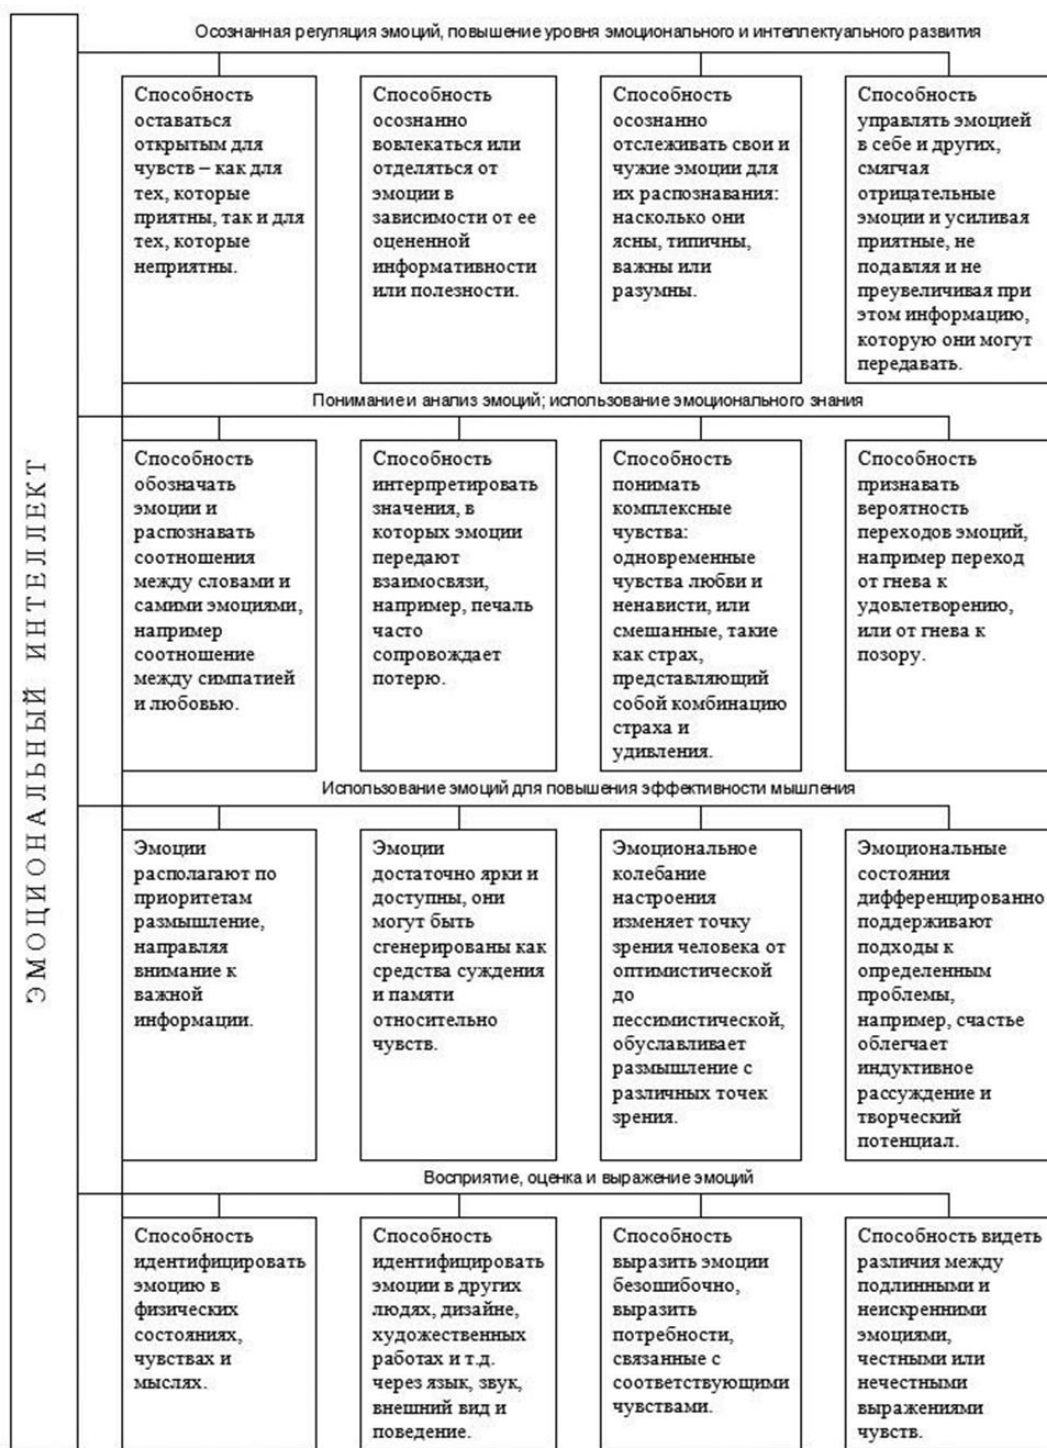 ЭМОЦИОНАЛЬНЫЙ ИНТЕЛЛЕКТ
Осознанная регуляция эмоций, повышение уровня эмоционального и интеллектуального развития
Способность
оставаться
открытым для
чувств – как для
тех, которые
приятны, так и для
тех, которые
неприятны.
Способность
осознанно
вовлекаться или
отделяться от
эмоции в
зависимости от ее
оцененной
информативности
или полезности.
Способность
осознанно
отслеживать свои и
чужие эмоции для
их распознавания:
насколько они
ясны, типичны,
важны или
разумны.
Способность
управлять эмоцией
в себе и других,
смягчая
отрицательные
эмоции и усиливая
приятные, не
подавляя и не
преувеличивая при
этом информацию,
которую они могут
передавать.
Понимание и анализ эмоций; использование эмоционального знания
Способность
обозначать
эмоции и
распознавать
соотношения
между словами и
самими эмоциями,
например
соотношение
между симпатией
и любовью.
Способность
интерпретировать
значения, в
которых эмоции
передают
взаимосвязи,
например, печаль
часто
сопровождает
потерю.
Способность
понимать
комплексные
чувства:
одновременные
чувства любви и
ненависти, или
смешанные, такие
как страх,
представляющий
собой комбинацию
страха и
удивления.
Способность
признавать
вероятность
переходов эмоций,
например переход
от гнева к
удовлетворению,
или от гнева к
позору.
Использование эмоций для повышения эффективности мышления
Эмоции
располагают по
приоритетам
размышление,
направляя
внимание к
важной
информации.
Эмоции
достаточно ярки и
доступны, они
могут быть
сгенерированы как
средства суждения
и памяти
относительно
чувств.
Эмоциональное
колебание
настроения
изменяет точку
зрения человека от
оптимистической
до
пессимистической,
обуславливает
размышление с
различных точек
зрения.
Эмоциональные
состояния
дифференцированно
поддерживают
подходы к
определенным
проблемы,
например, счастье
облегчает
индуктивное
рассуждение и
творческий
потенциал.
Восприятие, оценка и выражение эмоций
Способность
идентифицировать
эмоцию в
физических
состояниях,
чувствах и
мыслях.
Способность
идентифицировать
эмоции в других
людях, дизайне,
художественных
работах и т.д.
через язык, звук,
внешний вид и
поведение.
Способность
выразить эмоции
безошибочно,
выразить
потребности,
связанные с
соответствующими
чувствами.
Способность видеть
различия между
подлинными и
неискренними
эмоциями,
честными или
нечестными
выражениями
чувств.